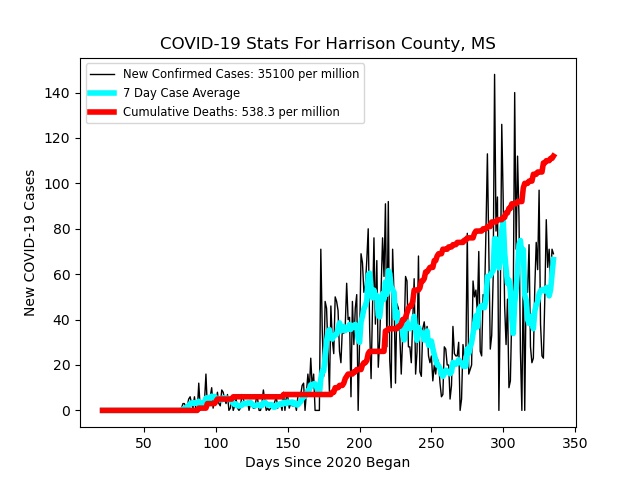 COVID-19 Stats For Harrison County, MS
New Confirmed Cases: 35100 per million
7 Day Case Average
Cumulative Deaths: 538.3 per million
New COVID-19 Cases
140
120
100
80
60
40
20
0
50 100 150 200 250 300 350
Days Since 2020 Began